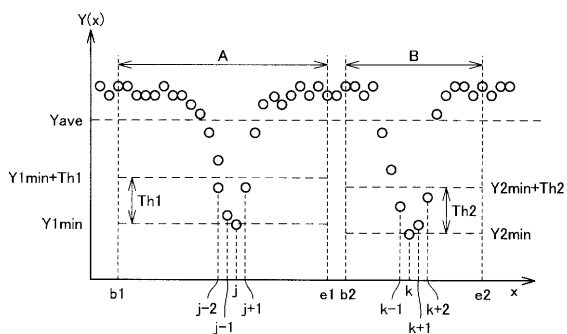 Y(x)
A
B
Yave
Y1min+Th1
Th1
Y1min
Y2min+Th2
Th2
Y2min
b1
j-2
j-1
j
j+1
e1
b2
k-1
k
k+1
k+2
e2
x